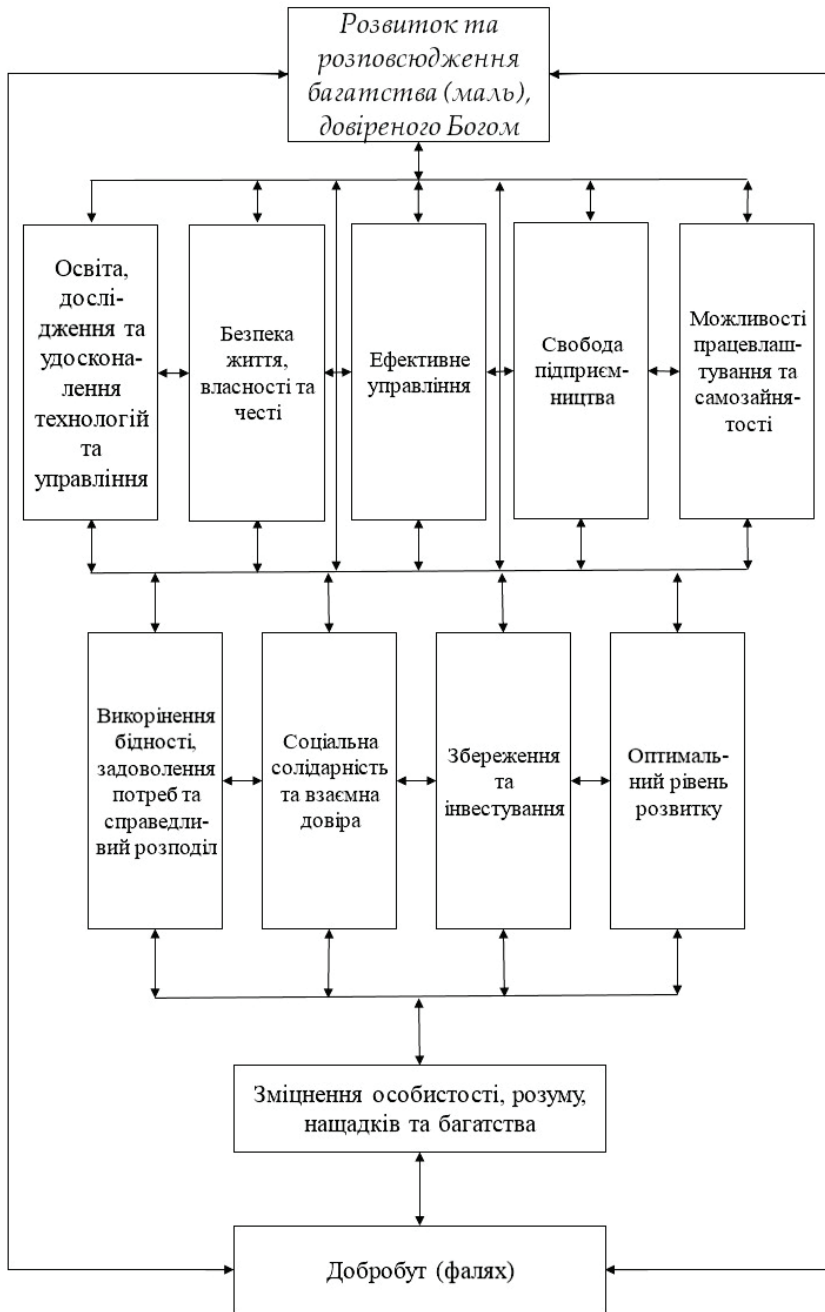 Розвиток та
розповсюдження
багатства (маль),
довіреного Богом
Освіта,
дослі-
дження та
удоскона-
лення
технологій
та
управління
Безпека
життя,
власності та
честі
Ефективне
управління
Свобода
підприєм-
ництва
Можливості
працевлаш-
тування та
самозайня-
тості
Викорінення
бідності,
задоволення
потреб та
справедли-
вий розподіл
Соціальна
солідарність
та взаємна
довіра
Збереження
та
інвестування
Оптималь-
ний рівень
розвитку
Зміцнення особистості, розуму,
нащадків та багатства
Добробут (фалях)